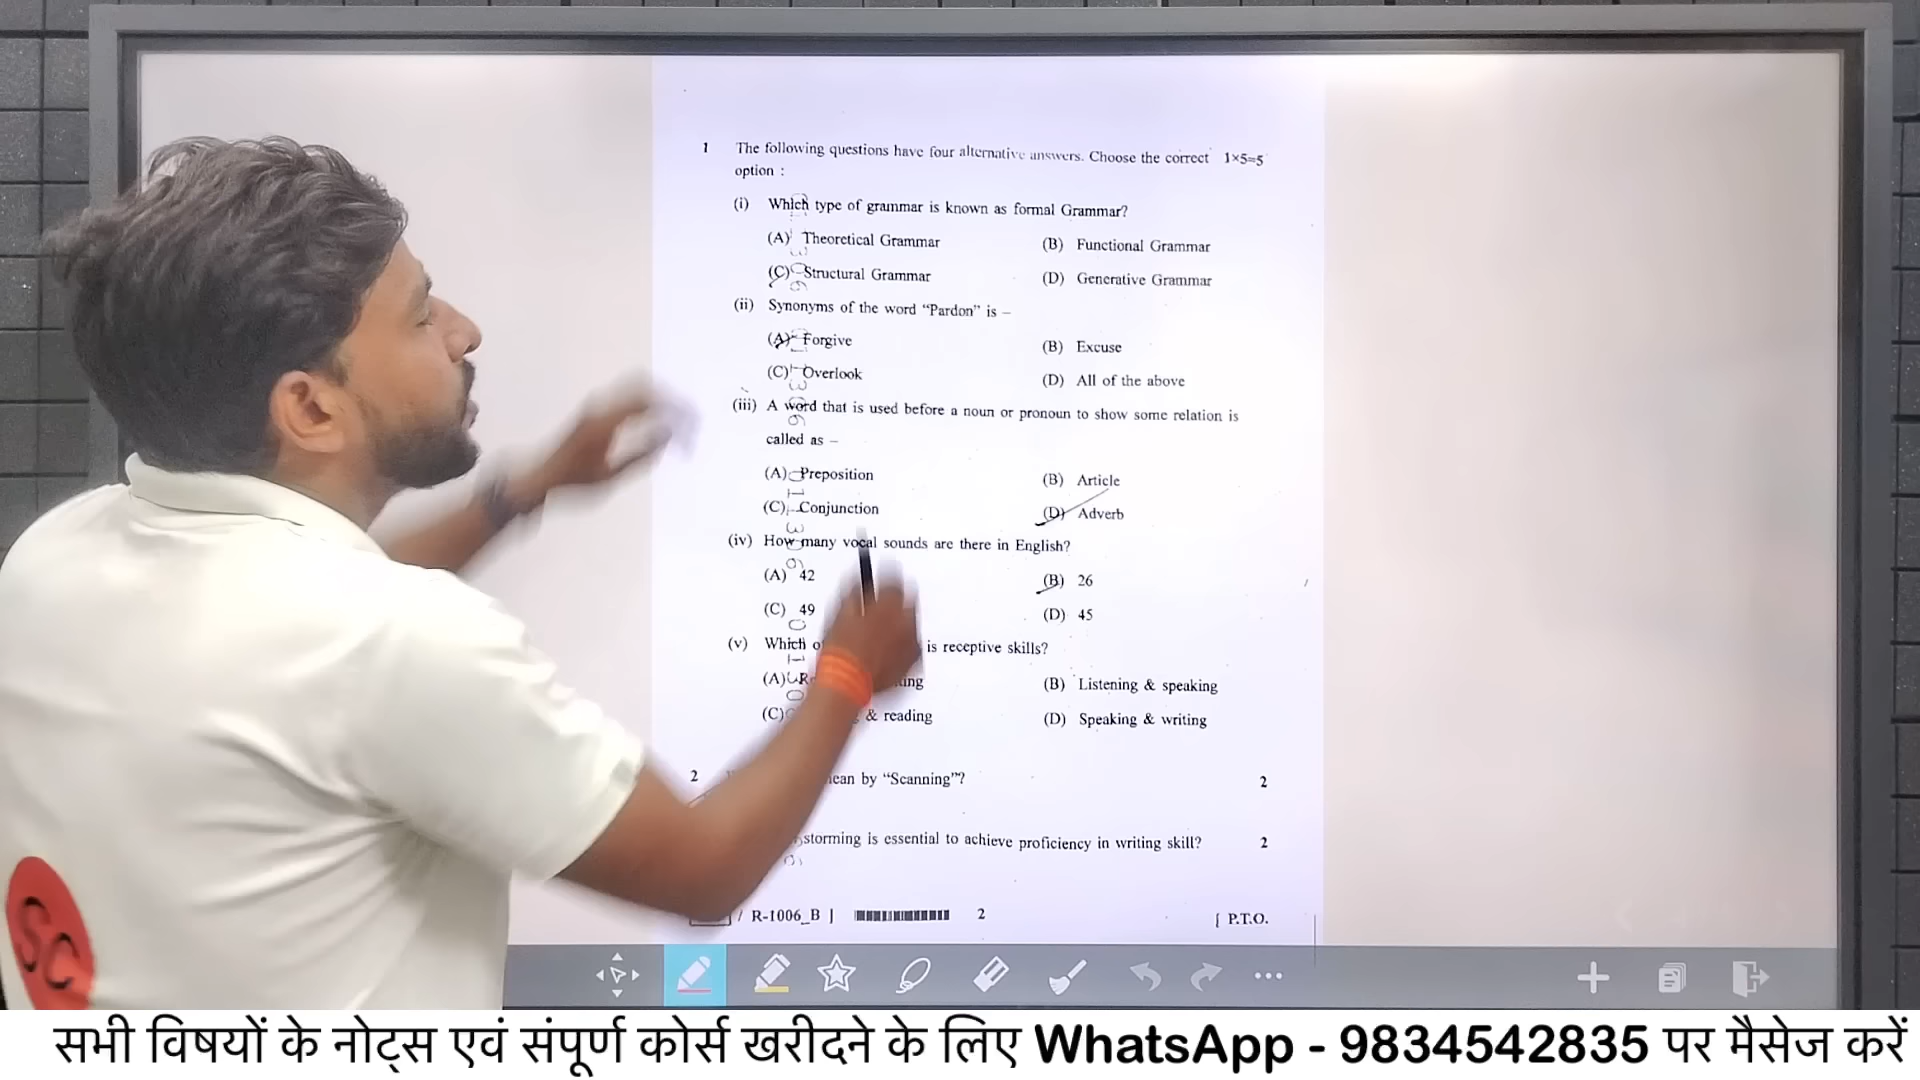 1 The following questions have four alternative answers. Choose the correct 1×5=5
option :
(i) Which type of grammar is known as formal Grammar?
(A) Theoretical Grammar (B) Functional Grammar
(C) Structural Grammar (D) Generative Grammar
(ii) Synonyms of the word “Pardon” is –
(A) Forgive (B) Excuse
(C) Overlook (D) All of the above
(iii) A word that is used before a noun or pronoun to show some relation is
called as –
(A) Preposition (B) Article
(C) Conjunction (D) Adverb
(iv) How many vocal sounds are there in English?
(A) 42 (B) 26
(C) 49 (D) 45
(v) Which is receptive skills?
(A) (B) Listening & speaking
(C) & reading (D) Speaking & writing
2 by “Scanning”? 2
storming is essential to achieve proficiency in writing skill? 2
/ R-1006_B ] 2 [ P.T.O.
SC
सभी विषयों के नोट्स एवं संपूर्ण कोर्स खरीदने के लिए WhatsApp - 9834542835 पर मैसेज करें